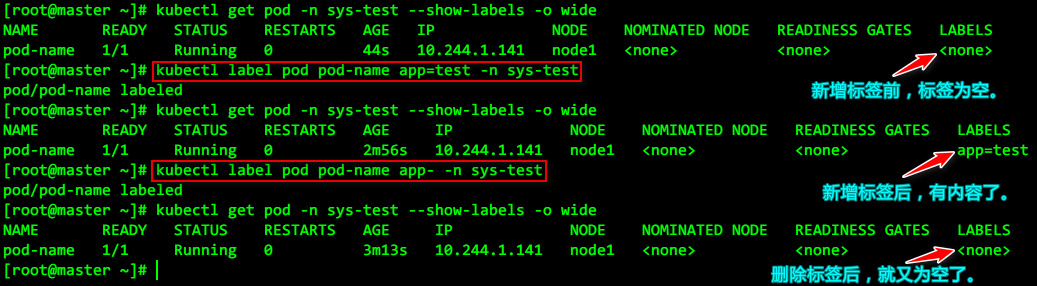 [root@master ~]# kubectl get pod -n sys-test --show-labels -o wide
NAME READY STATUS RESTARTS AGE IP NODE NOMINATED NODE READINESS GATES LABELS
pod-name 1/1 Running 0 44s 10.244.1.141 node1 <none> <none> <none>
[root@master ~]# kubectl label pod pod-name app=test -n sys-test
pod/pod-name labeled
新增标签前，标签为空。
[root@master ~]# kubectl get pod -n sys-test --show-labels -o wide
NAME READY STATUS RESTARTS AGE IP NODE NOMINATED NODE READINESS GATES LABELS
pod-name 1/1 Running 0 2m56s 10.244.1.141 node1 <none> <none> app=test
[root@master ~]# kubectl label pod pod-name app- -n sys-test
pod/pod-name labeled
新增标签后，有内容了。
[root@master ~]# kubectl get pod -n sys-test --show-labels -o wide
NAME READY STATUS RESTARTS AGE IP NODE NOMINATED NODE READINESS GATES LABELS
pod-name 1/1 Running 0 3m13s 10.244.1.141 node1 <none> <none> <none>
[root@master ~]#
删除标签后，就又为空了。